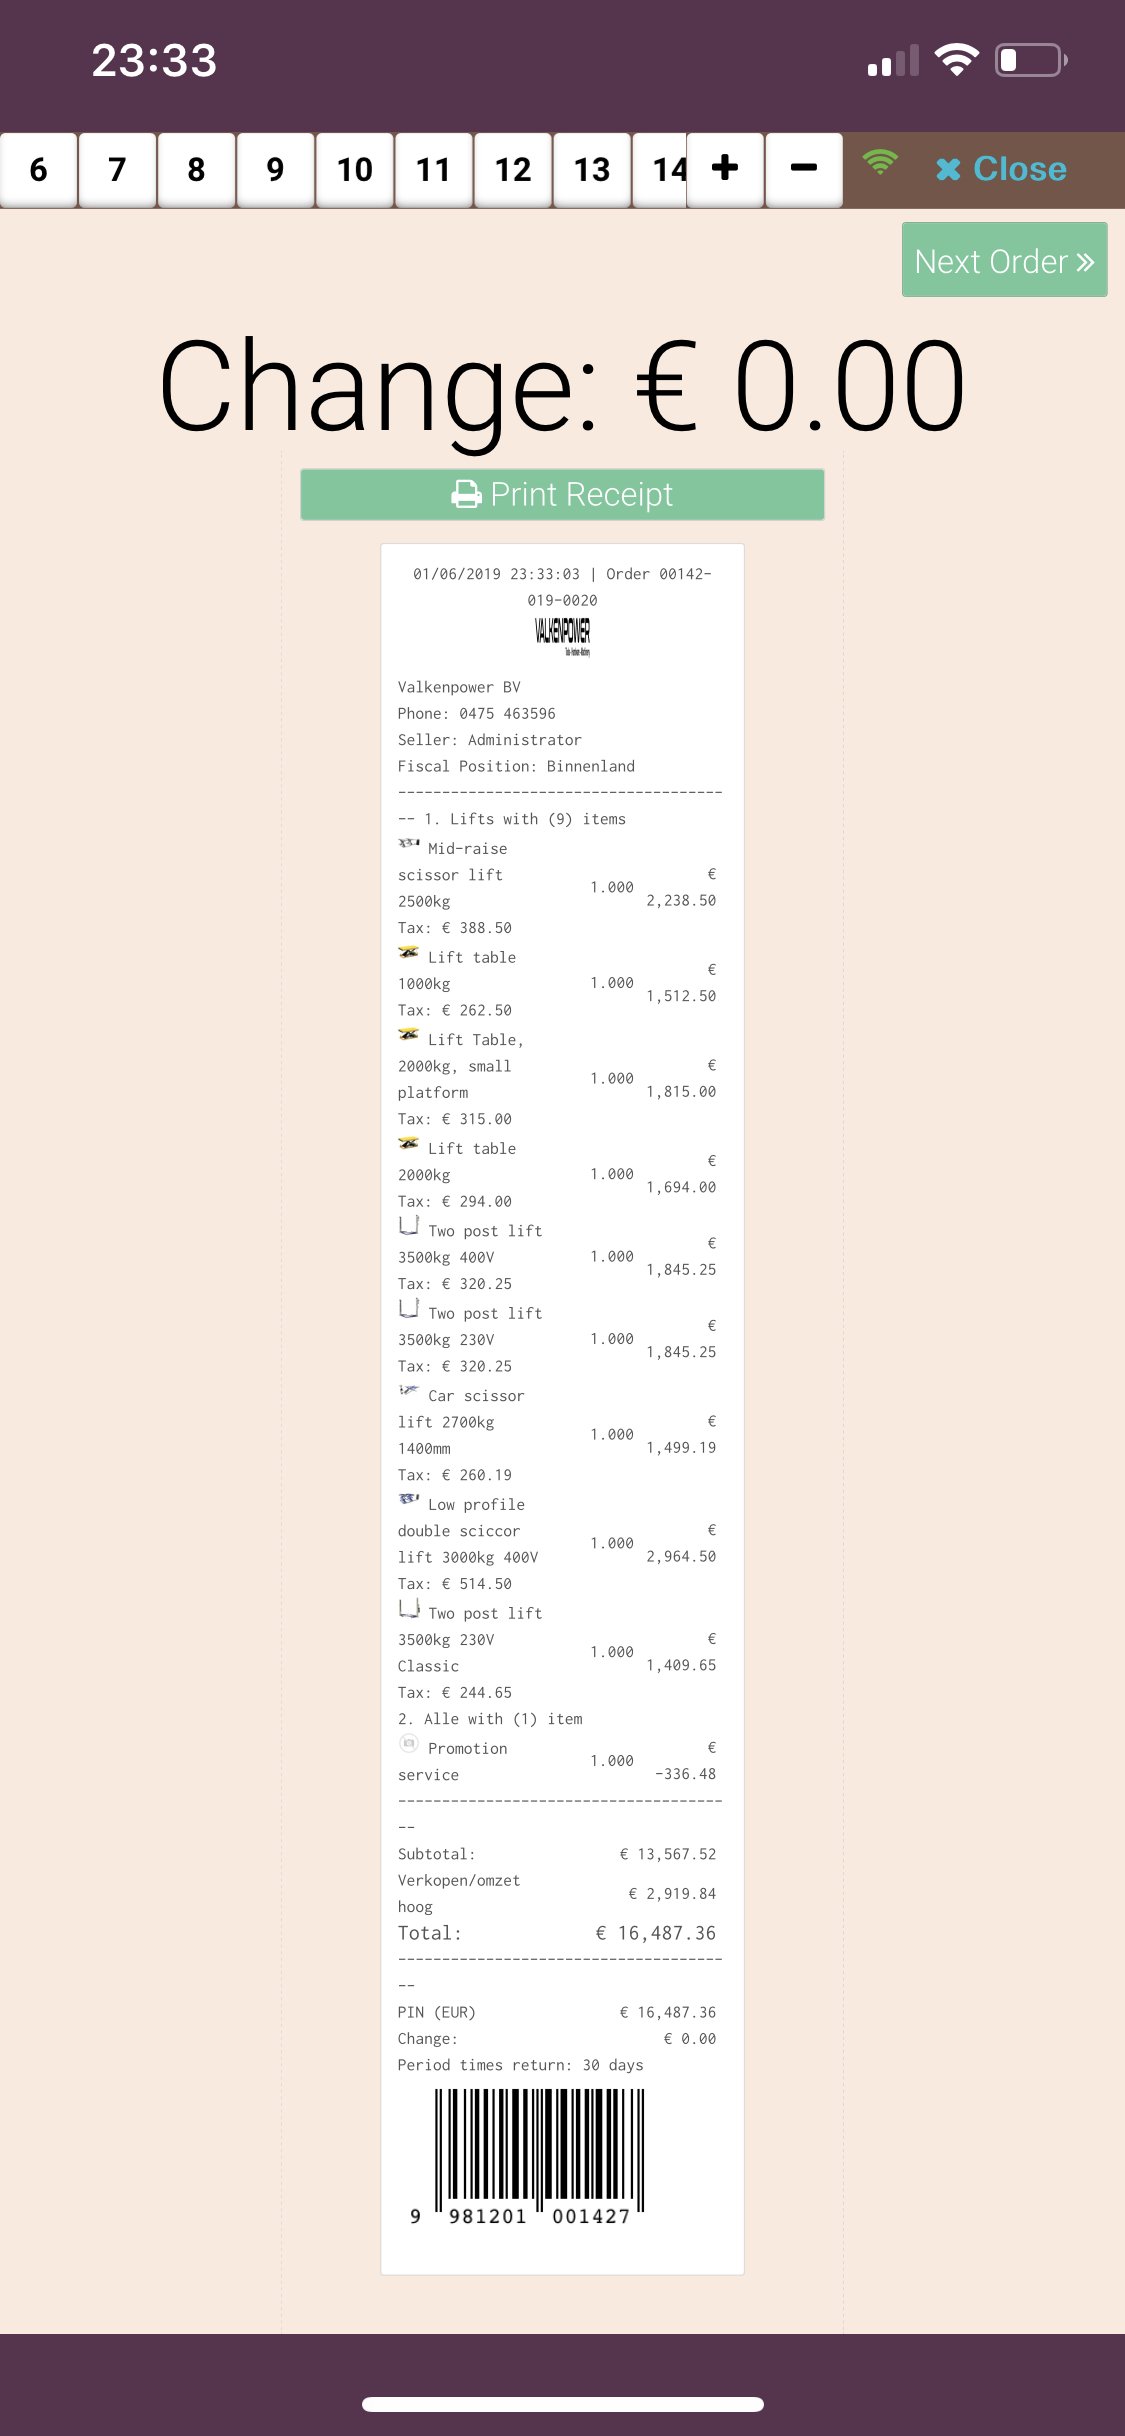 23:33
6 7 8 9 10 11 12 13 14 + − Close
Next Order »
Change: € 0.00
Print Receipt
01/06/2019 23:33:03 | Order 00142-
019-0020
VALKENPOWER
Valkenpower BV
Phone: 0475 463596
Seller: Administrator
Fiscal Position: Binnenland
-------------------------------------
-- 1. Lifts with (9) items
Mid-raise
scissor lift
2500kg
1.000
€
2,238.50
Tax: € 388.50
Lift table
1000kg
1.000
€
1,512.50
Tax: € 262.50
Lift Table,
2000kg, small
platform
1.000
€
1,815.00
Tax: € 315.00
Lift table
2000kg
1.000
€
1,694.00
Tax: € 294.00
Two post lift
3500kg 400V
1.000
€
1,845.25
Tax: € 320.25
Two post lift
3500kg 230V
1.000
€
1,845.25
Tax: € 320.25
Car scissor
lift 2700kg
1400mm
1.000
€
1,499.19
Tax: € 260.19
Low profile
double sciccor
lift 3000kg 400V
1.000
€
2,964.50
Tax: € 514.50
Two post lift
3500kg 230V
Classic
1.000
€
1,409.65
Tax: € 244.65
2. Alle with (1) item
Promotion
service
1.000
€
-336.48
-------------------------------------
--
Subtotal: € 13,567.52
Verkopen/omzet
hoog
€ 2,919.84
Total: € 16,487.36
-------------------------------------
--
PIN (EUR) € 16,487.36
Change: € 0.00
Period times return: 30 days
9 981201 001427